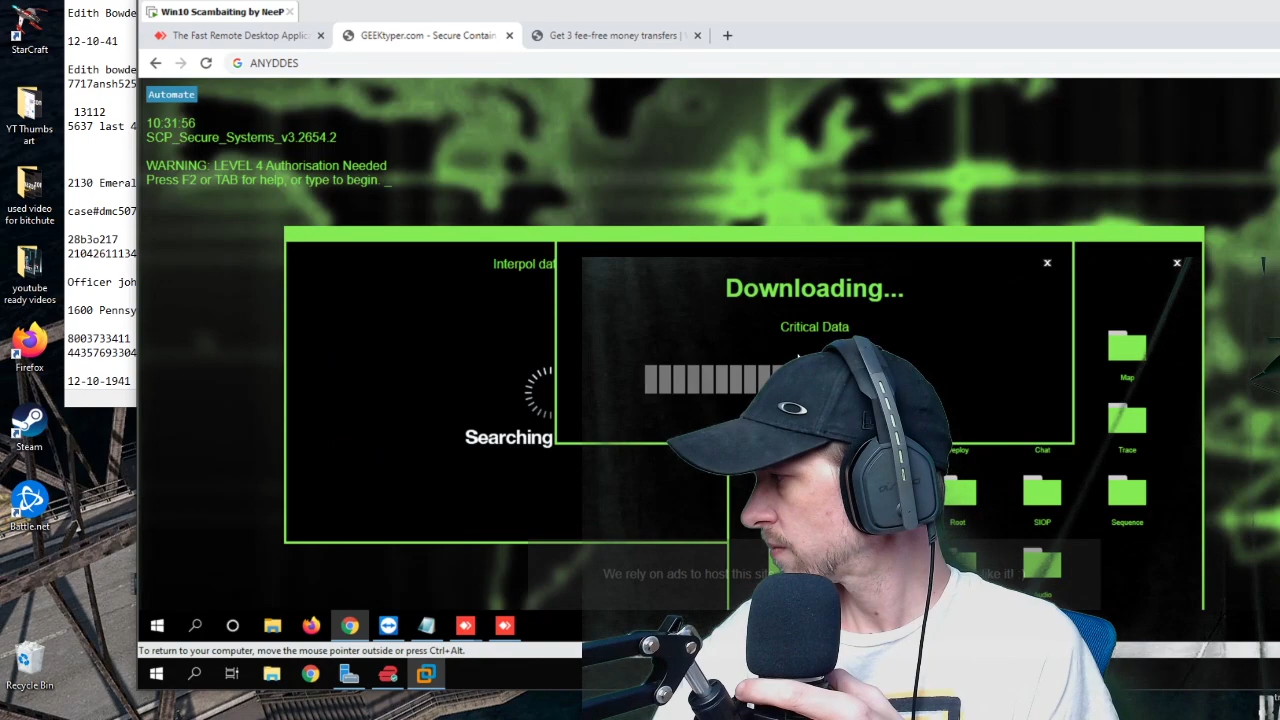 StarCraft
YT Thumbs
art
used video
for bitchute
youtube
ready videos
Firefox
Steam
Battle.net
Recycle Bin
Edith Bowde
12-10-41
Edith bowde
7717ansh525
13112
5637 last 4
2130 Emeral
case#dmc507
28b3o217
21042611134
Officer joh
1600 Pennsy
8003733411
44357693304
12-10-1941
Win10 Scambaiting by NeeP
The Fast Remote Desktop Applic
GEEKtyper.com - Secure Contain
Get 3 fee-free money transfers |
ANYDDES
Automate
10:31:56
SCP_Secure_Systems_v3.2654.2
WARNING: LEVEL 4 Authorisation Needed
Press F2 or TAB for help, or type to begin. _
Interpol dat
Searching
x
x
Downloading...
Critical Data
Map
Chat
Trace
Root
SIOP
Sequence
We rely on ads to host this sit
like it!
To return to your computer, move the mouse pointer outside or press Ctrl+Alt.